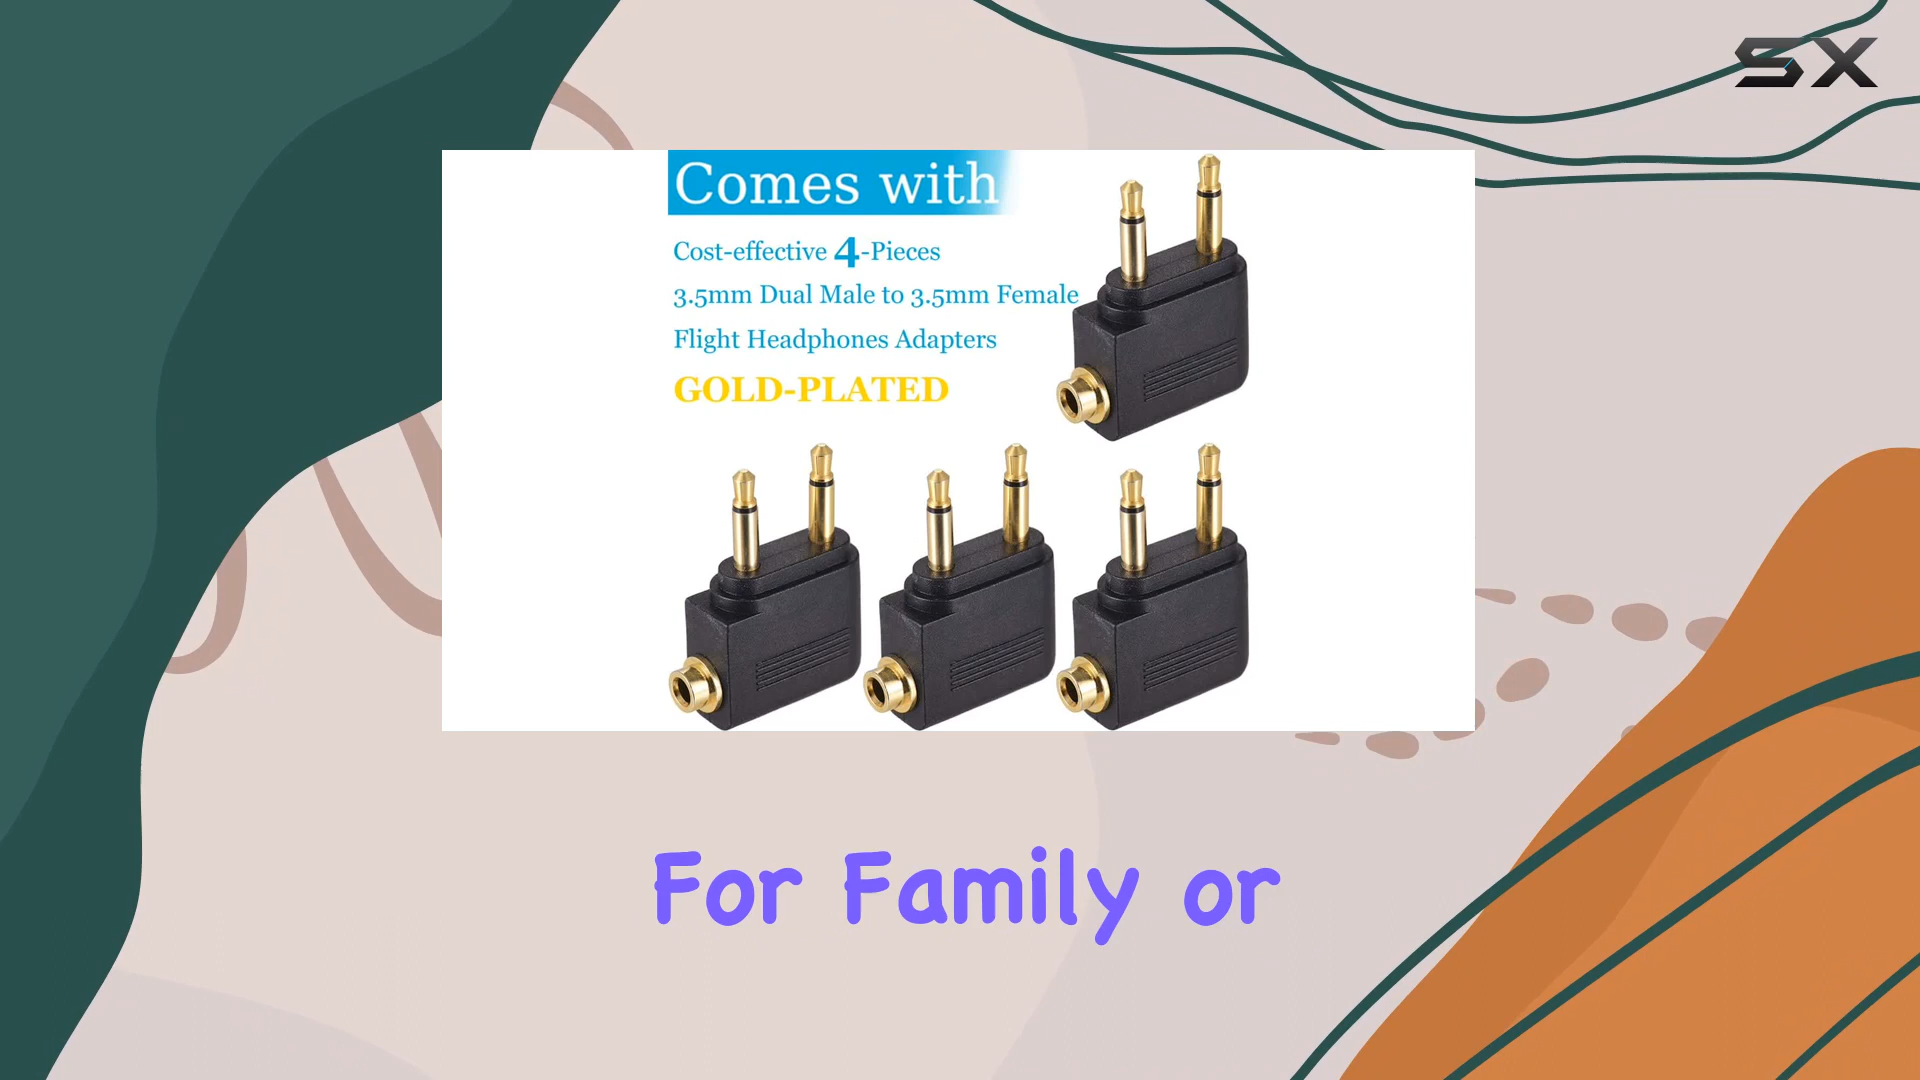 SX
Comes with
Cost-effective 4-Pieces
3.5mm Dual Male to 3.5mm Female
Flight Headphones Adapters
GOLD-PLATED
For Family or